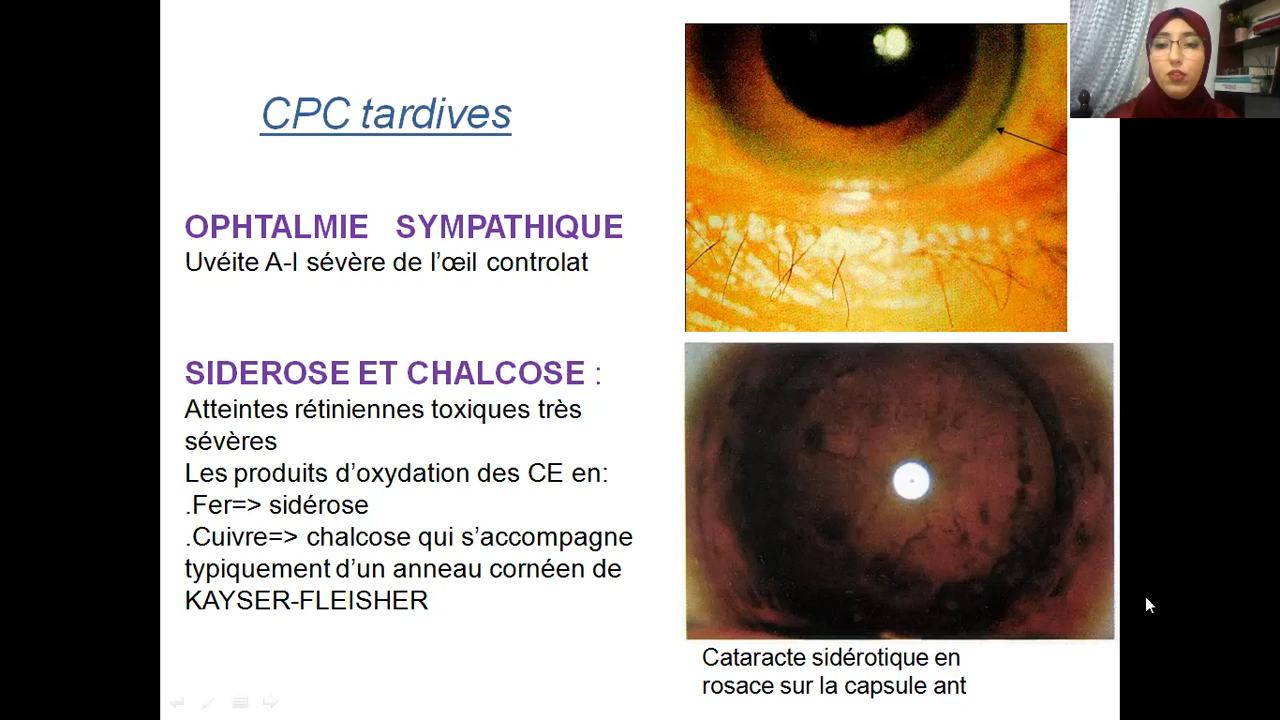 CPC tardives
OPHTALMIE SYMPATHIQUE
Uvéite A-I sévère de l’œil controlat
SIDEROSE ET CHALCOSE :
Atteintes rétiniennes toxiques très
sévères
Les produits d’oxydation des CE en:
.Fer=> sidérose
.Cuivre=> chalcose qui s’accompagne
typiquement d’un anneau cornéen de
KAYSER-FLEISHER
Cataracte sidérotique en
rosace sur la capsule ant